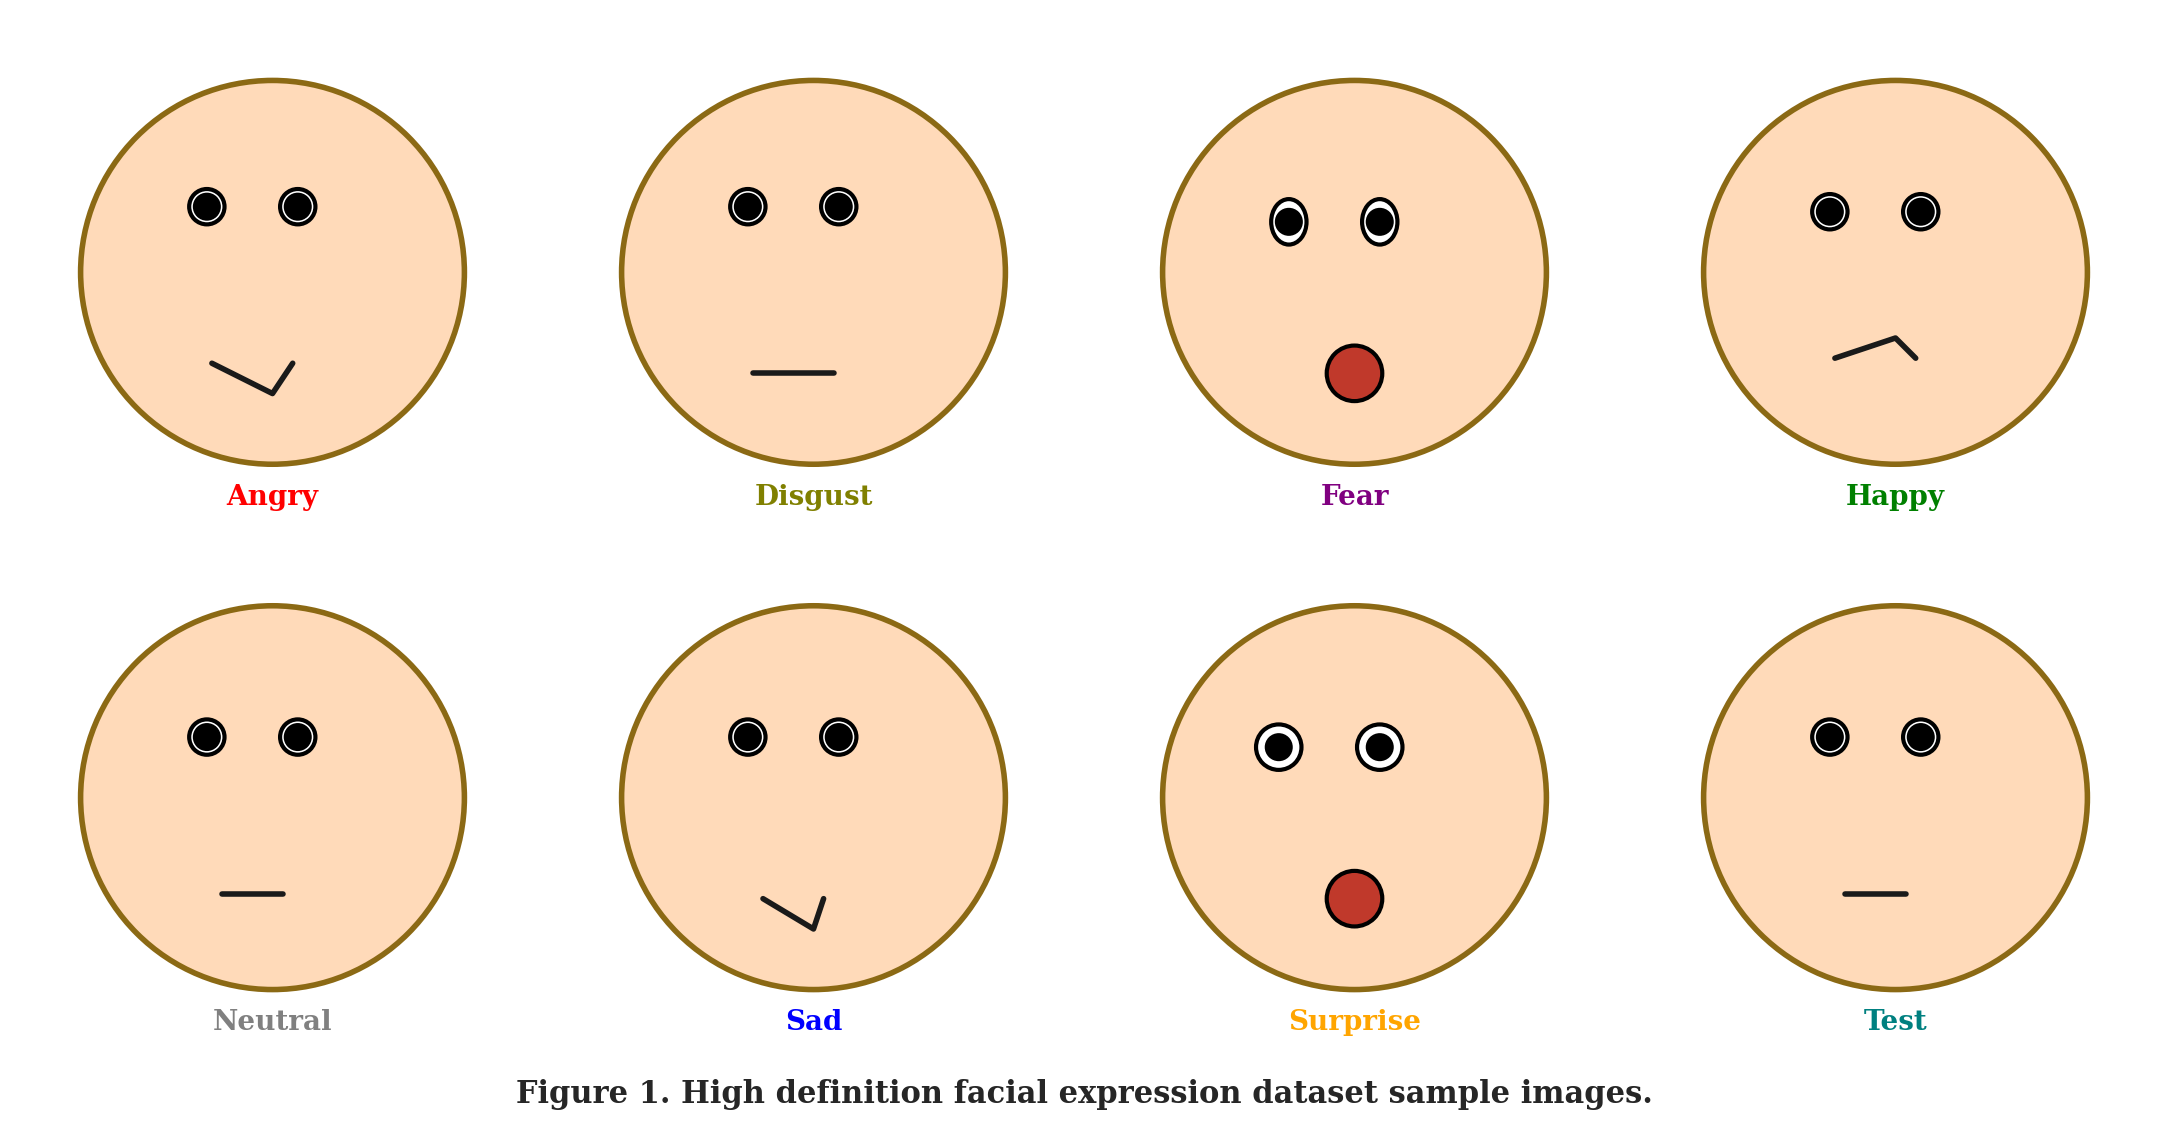 Angry
Disgust
Fear
Happy
Neutral
Sad
Surprise
Test
Figure 1. High definition facial expression dataset sample images.